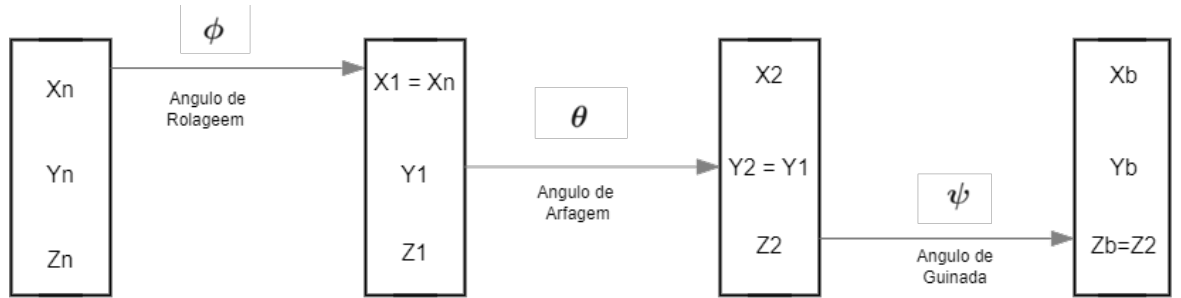 ϕ
Xn
X1 = Xn
X2
Xb
Angulo de
Rolageem
θ
Yn
Y1
Y2 = Y1
Yb
Angulo de
Arfagem
ψ
Zn
Z1
Z2
Zb=Z2
Angulo de
Guinada